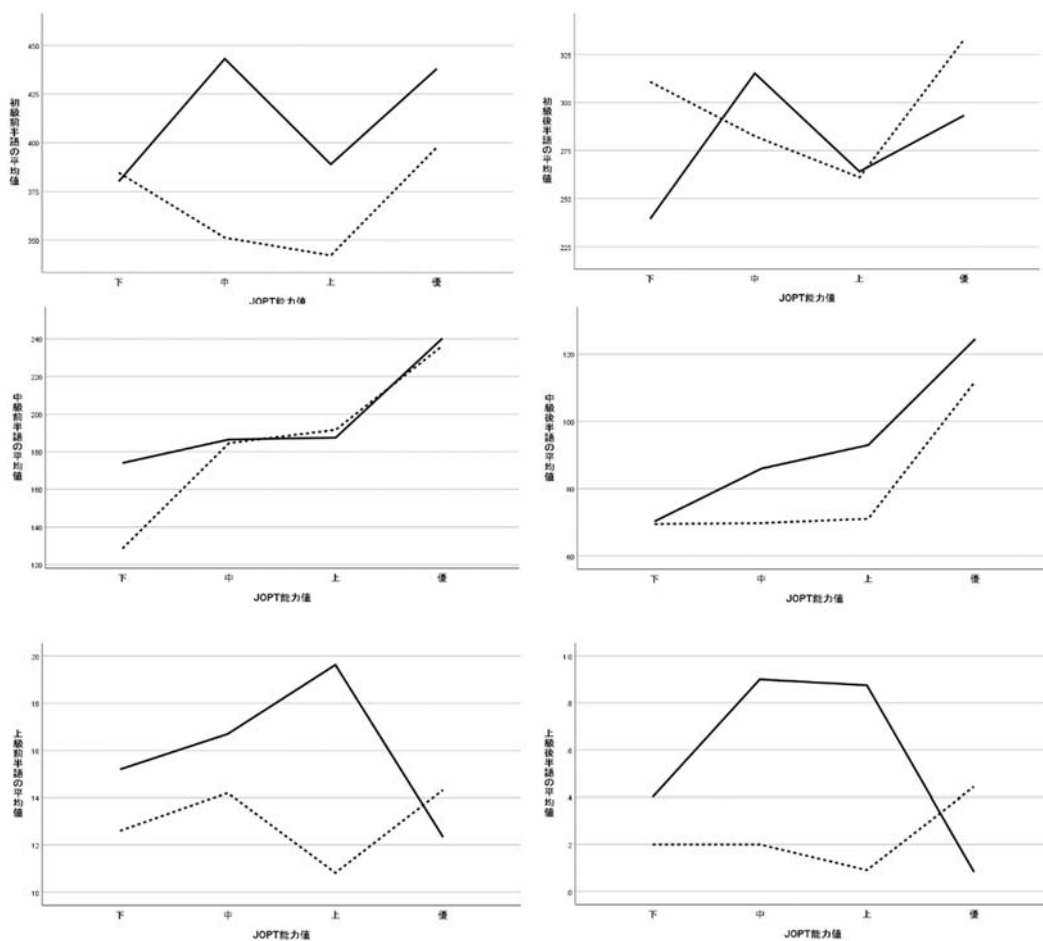 初級前半語の平均値
450
425
400
375
350
下 中 上 優
JOPT能力値
初級後半語の平均値
325
300
275
250
225
下 中 上 優
JOPT能力値
中級前半語の平均値
240
220
200
180
160
140
120
下 中 上 優
JOPT能力値
中級後半語の平均値
120
100
80
60
下 中 上 優
JOPT能力値
上級前半語の平均値
20
18
16
14
12
10
下 中 上 優
JOPT能力値
上級後半語の平均値
1.0
.8
.6
.4
.2
.0
下 中 上 優
JOPT能力値